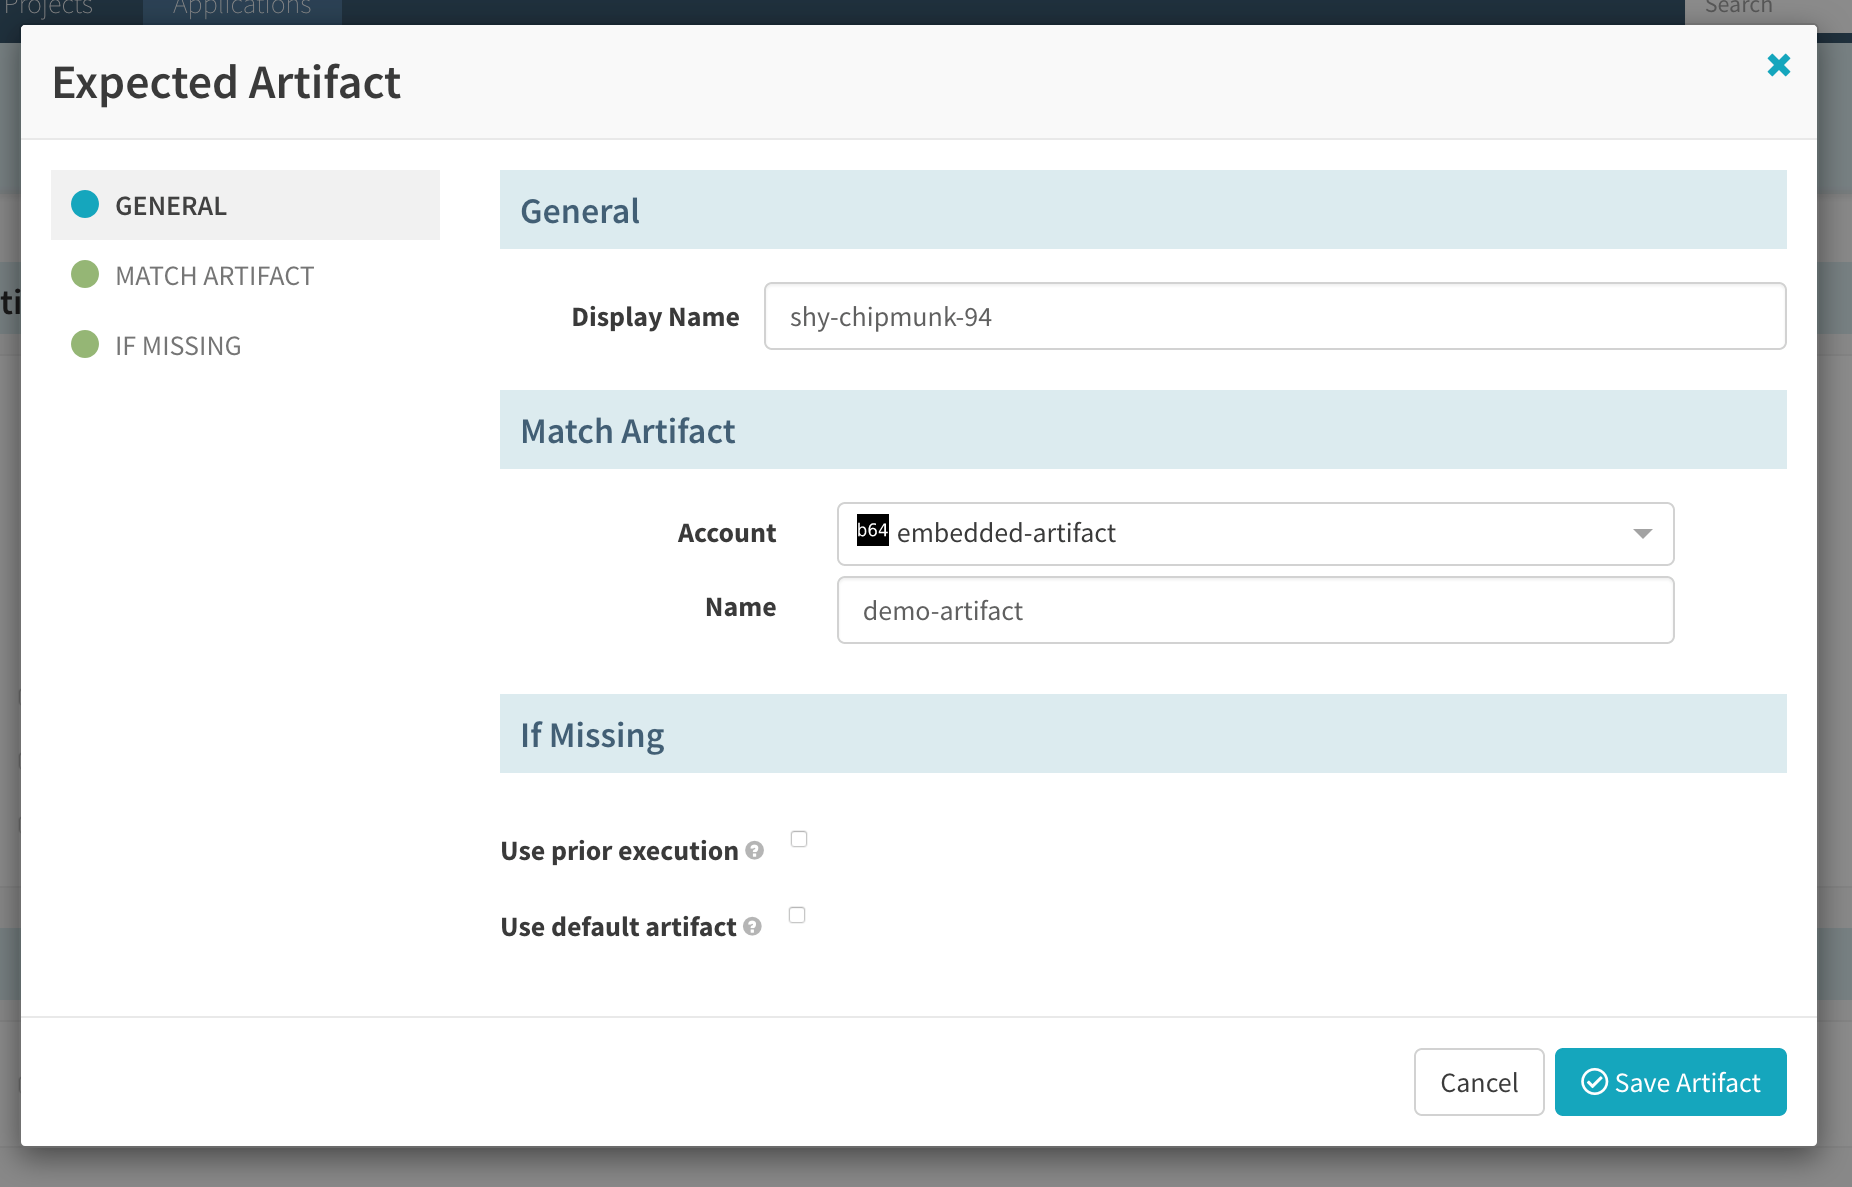 Projects Applications Search
Expected Artifact
GENERAL
MATCH ARTIFACT
IF MISSING
General
Display Name shy-chipmunk-94
Match Artifact
Account b64 embedded-artifact
Name demo-artifact
If Missing
Use prior execution ?
Use default artifact ?
Cancel Save Artifact